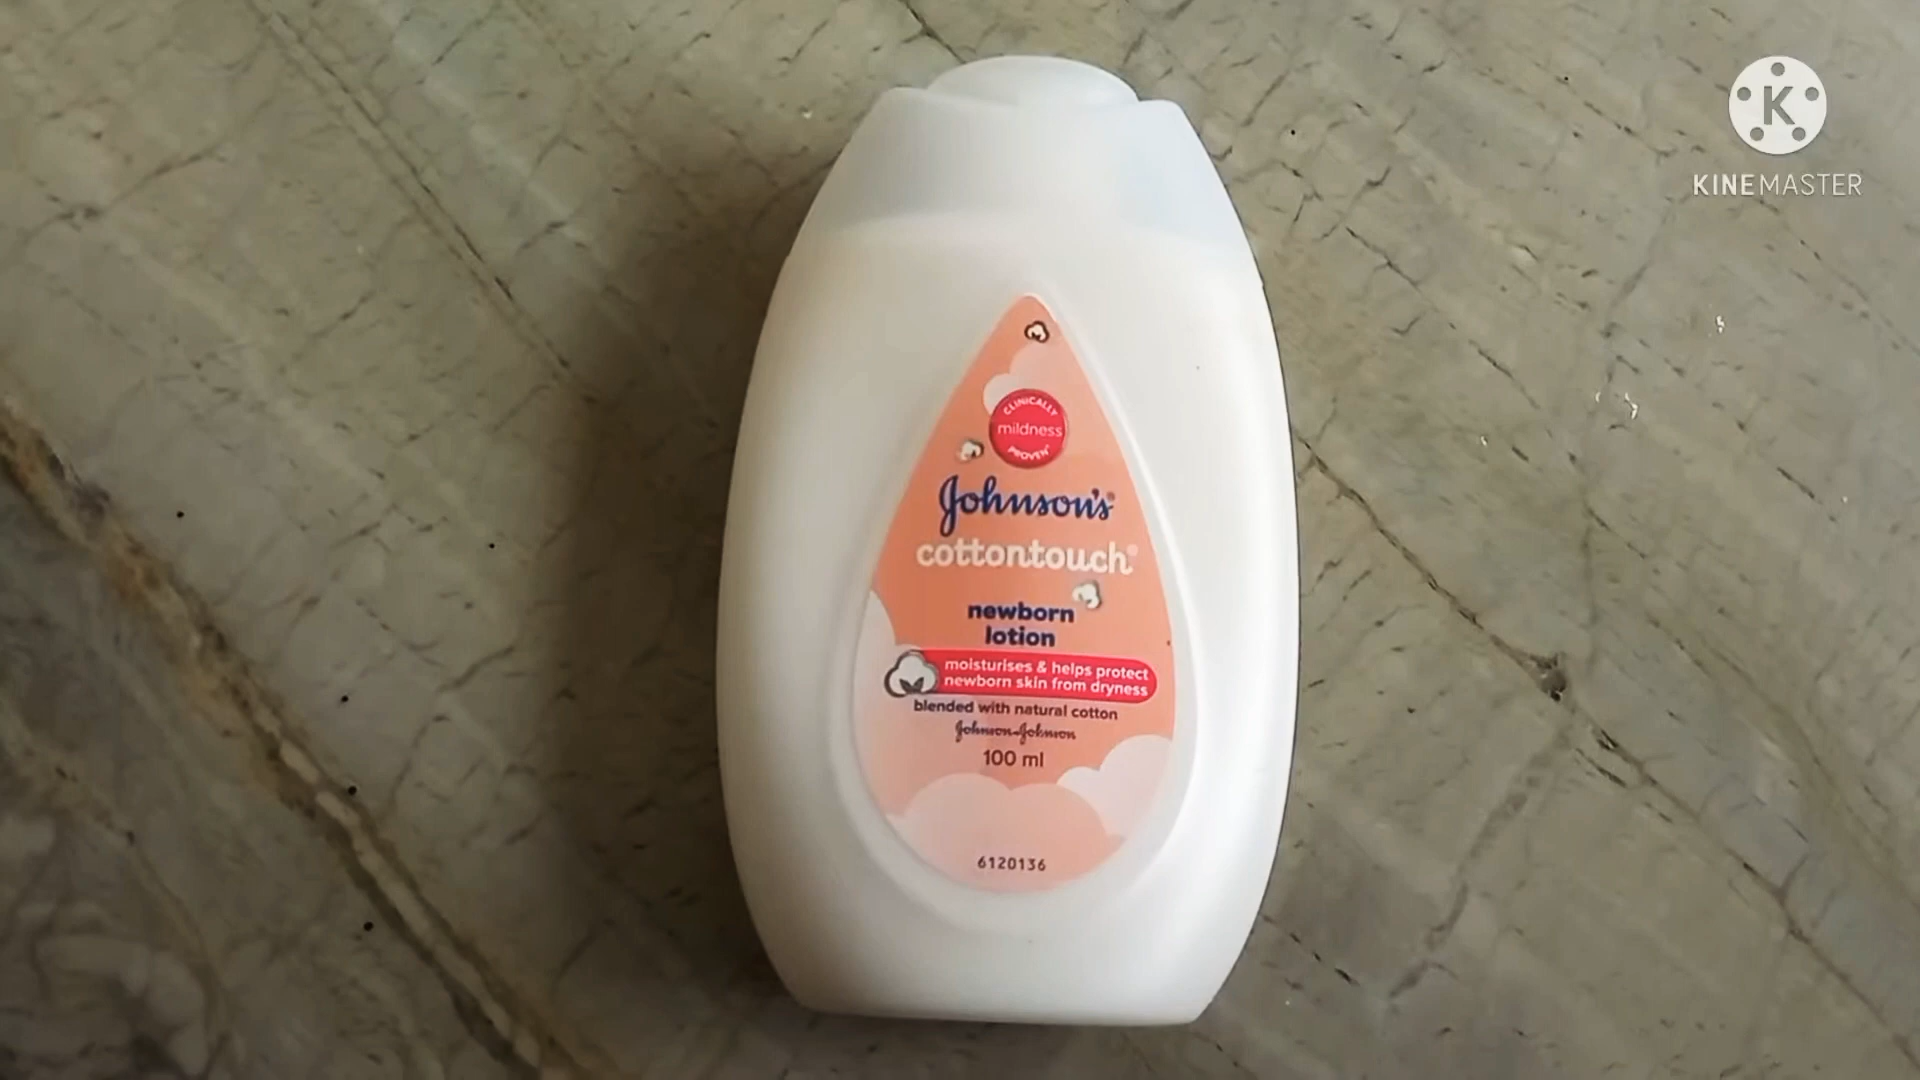 K
KINEMASTER
CLINICALLY
mildness
PROVEN
Johnson's®
cottontouch®
newborn
lotion
moisturises & helps protect
newborn skin from dryness
blended with natural cotton
Johnson & Johnson
100 ml
6120136